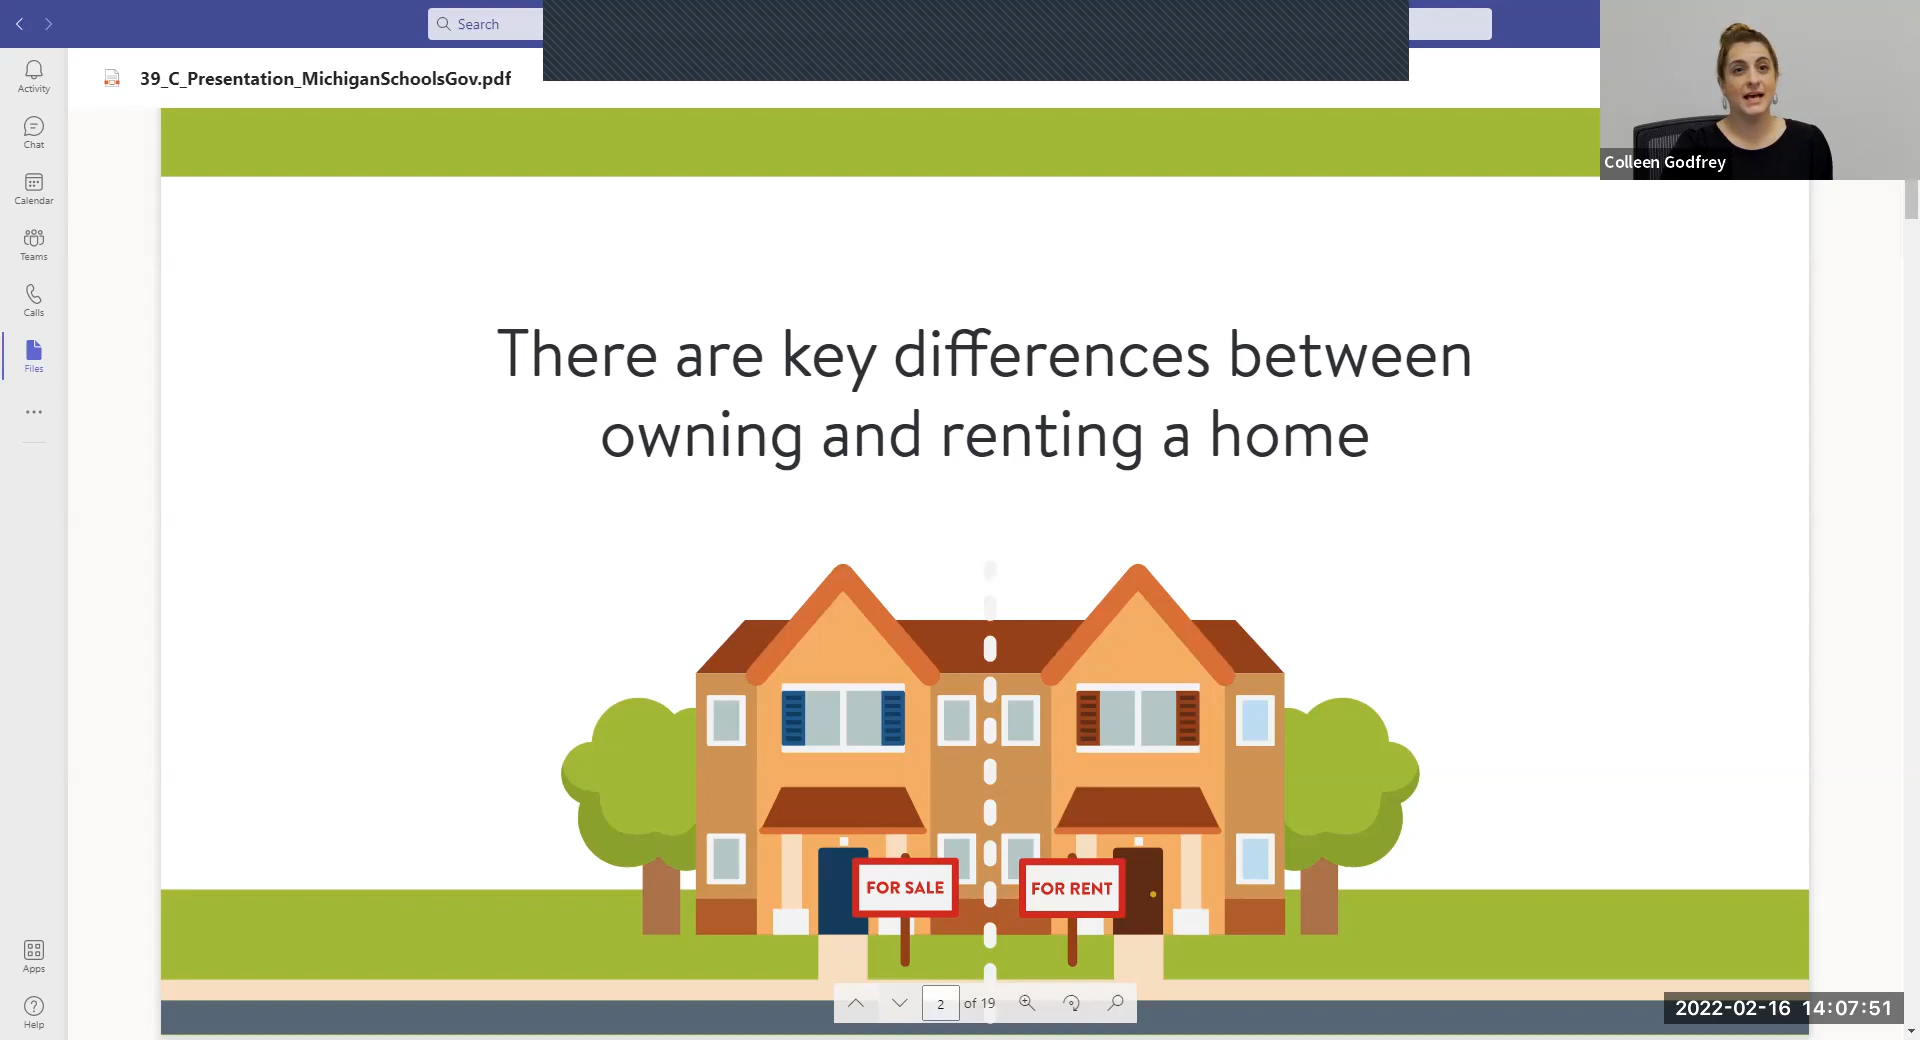 Search
39_C_Presentation_MichiganSchoolsGov.pdf
Activity
Chat
Calendar
Teams
Calls
Files
Apps
Help
Colleen Godfrey
There are key differences between
owning and renting a home
FOR SALE
FOR RENT
2 of 19
2022-02-16 14:07:51